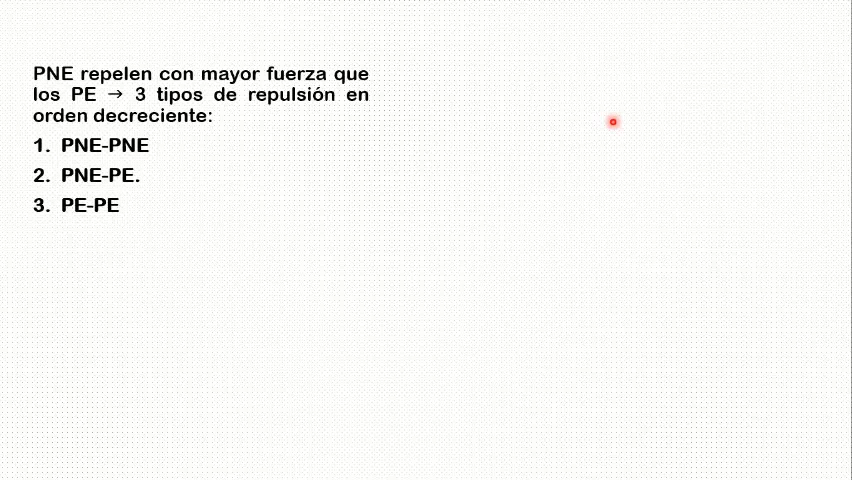 PNE repelen con mayor fuerza que
los PE → 3 tipos de repulsión en
orden decreciente:
1. PNE-PNE
2. PNE-PE.
3. PE-PE